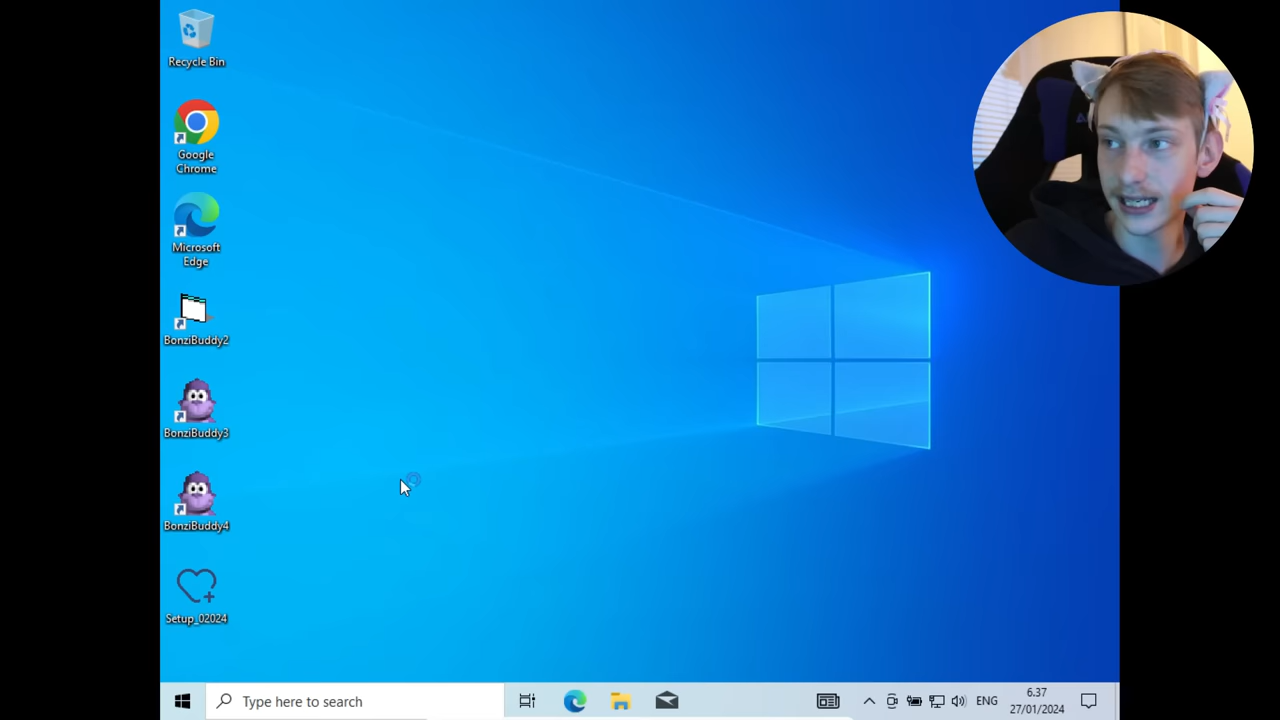 Recycle Bin
Google
Chrome
Microsoft
Edge
BonziBuddy2
BonziBuddy3
BonziBuddy4
Setup_02024
Type here to search
ENG
6.37
27/01/2024